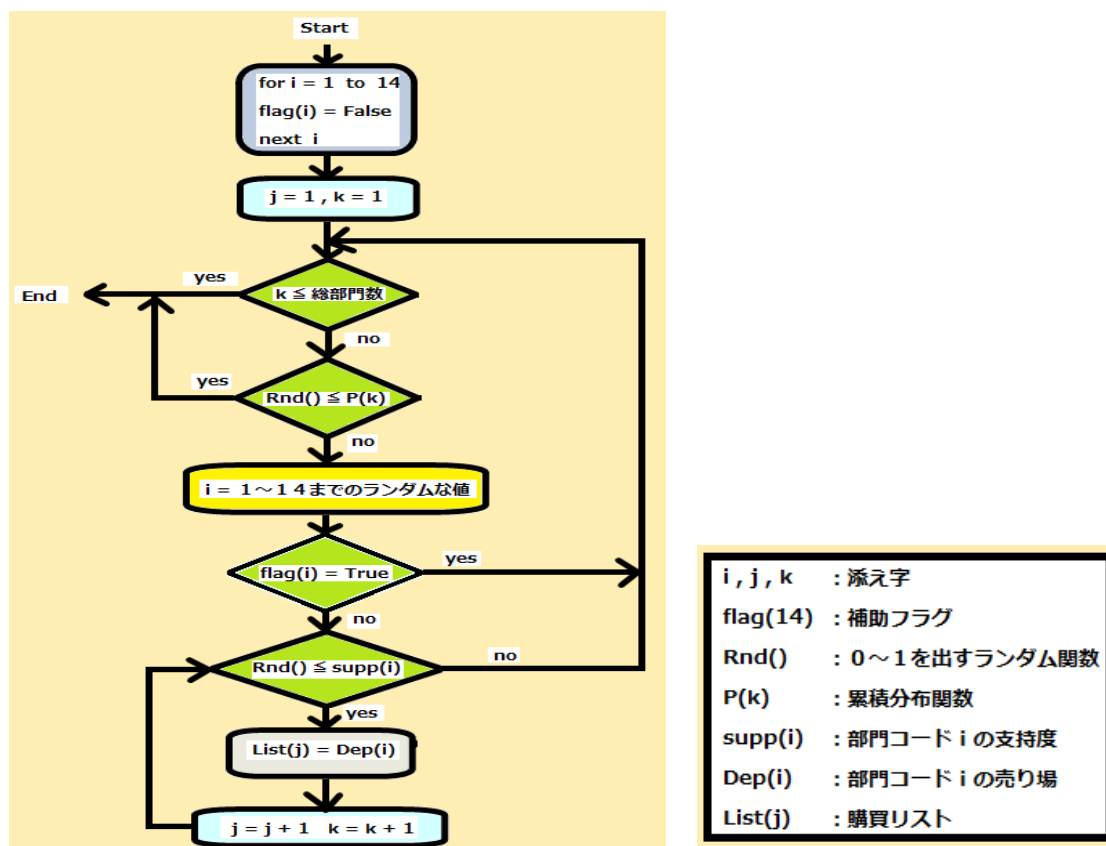 Start
for i = 1 to 14
flag(i) = False
next i
j = 1 , k = 1
yes
End
k ≦ 総部門数
no
yes
Rnd() ≦ P(k)
no
i = １～１４までのランダムな値
yes
flag(i) = True
no
Rnd() ≦ supp(i)
no
yes
List(j) = Dep(i)
j = j + 1 k = k + 1
i , j , k ：添え字
flag(14) ：補助フラグ
Rnd() ：０～１を出すランダム関数
P(k) ：累積分布関数
supp(i) ：部門コード i の支持度
Dep(i) ：部門コード i の売り場
List(j) ：購買リスト